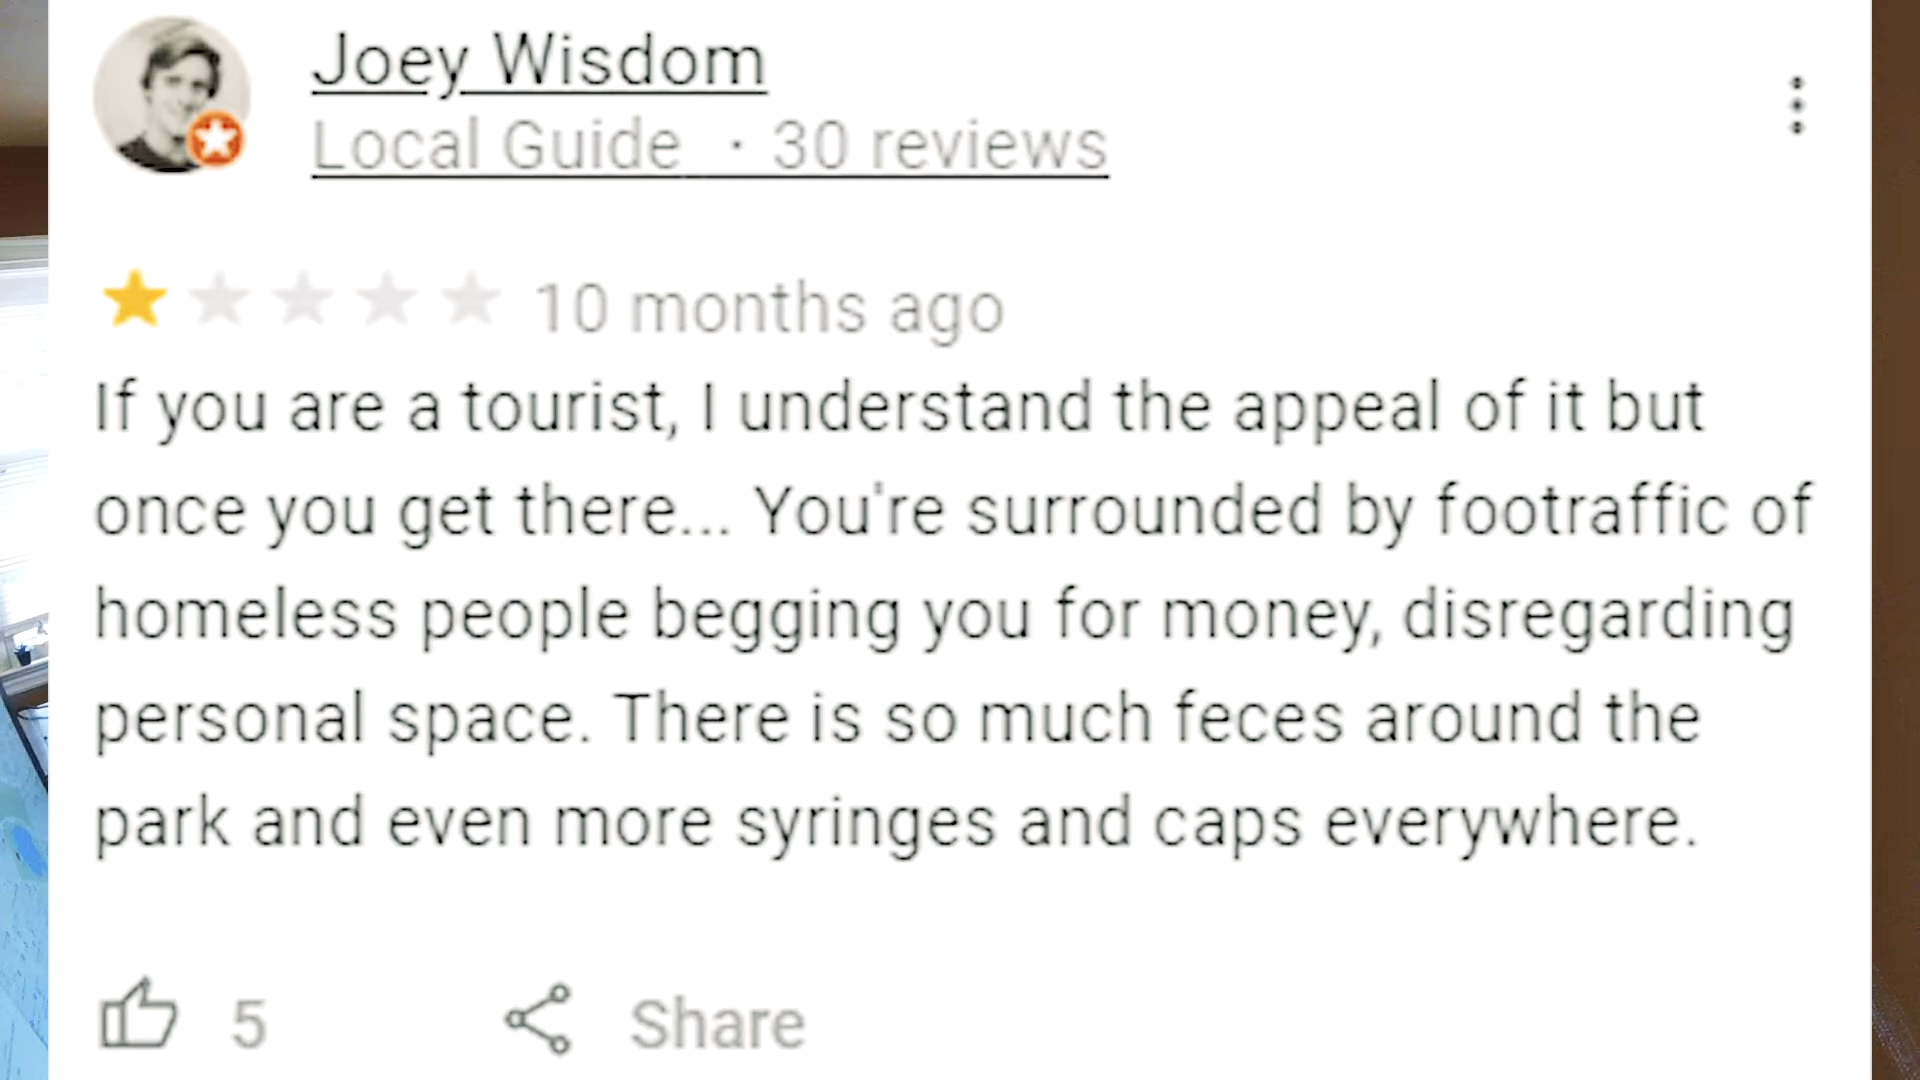 Joey Wisdom
Local Guide · 30 reviews
10 months ago
If you are a tourist, I understand the appeal of it but
once you get there... You're surrounded by footraffic of
homeless people begging you for money, disregarding
personal space. There is so much feces around the
park and even more syringes and caps everywhere.
5
Share